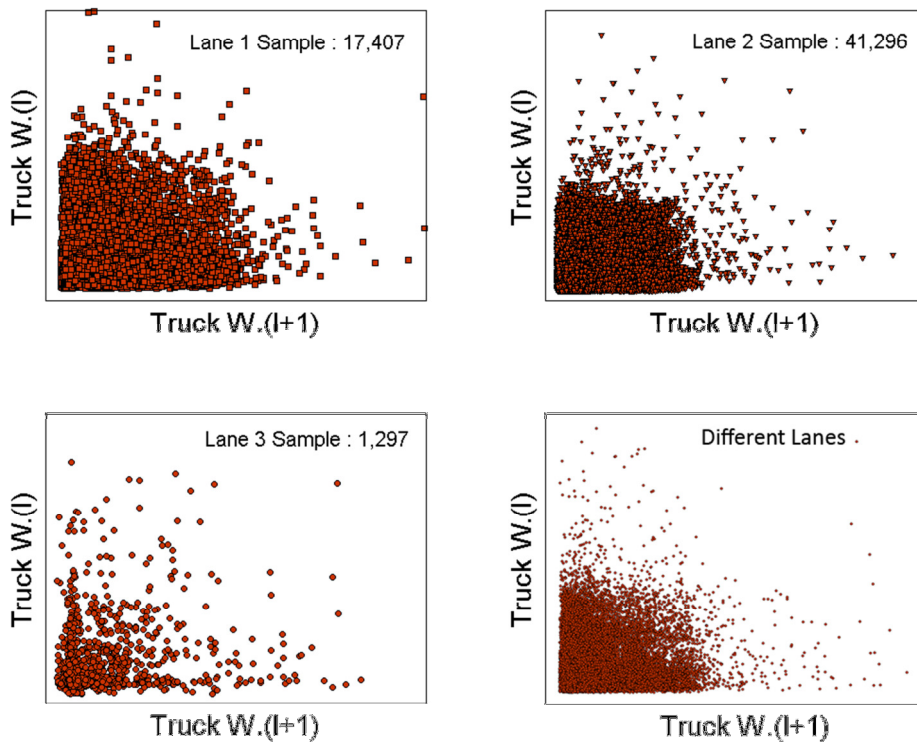 Lane 1 Sample : 17,407
Truck W.(I)
Truck W.(I+1)
Lane 2 Sample : 41,296
Truck W.(I)
Truck W.(I+1)
Lane 3 Sample : 1,297
Truck W.(I)
Truck W.(I+1)
Different Lanes
Truck W.(I)
Truck W.(I+1)